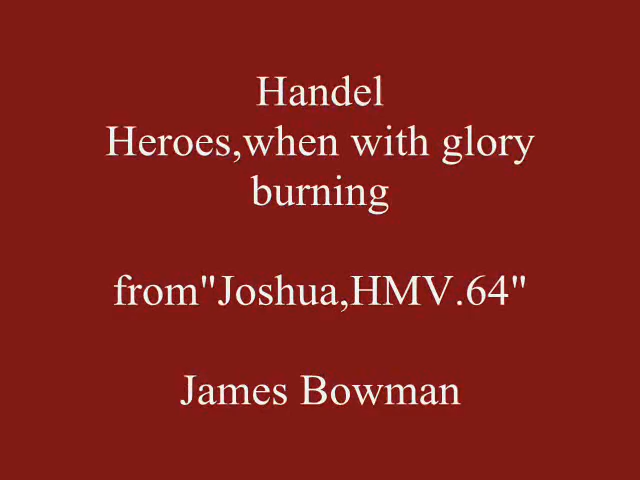 Handel
Heroes,when with glory
burning
from"Joshua,HMV.64"
James Bowman